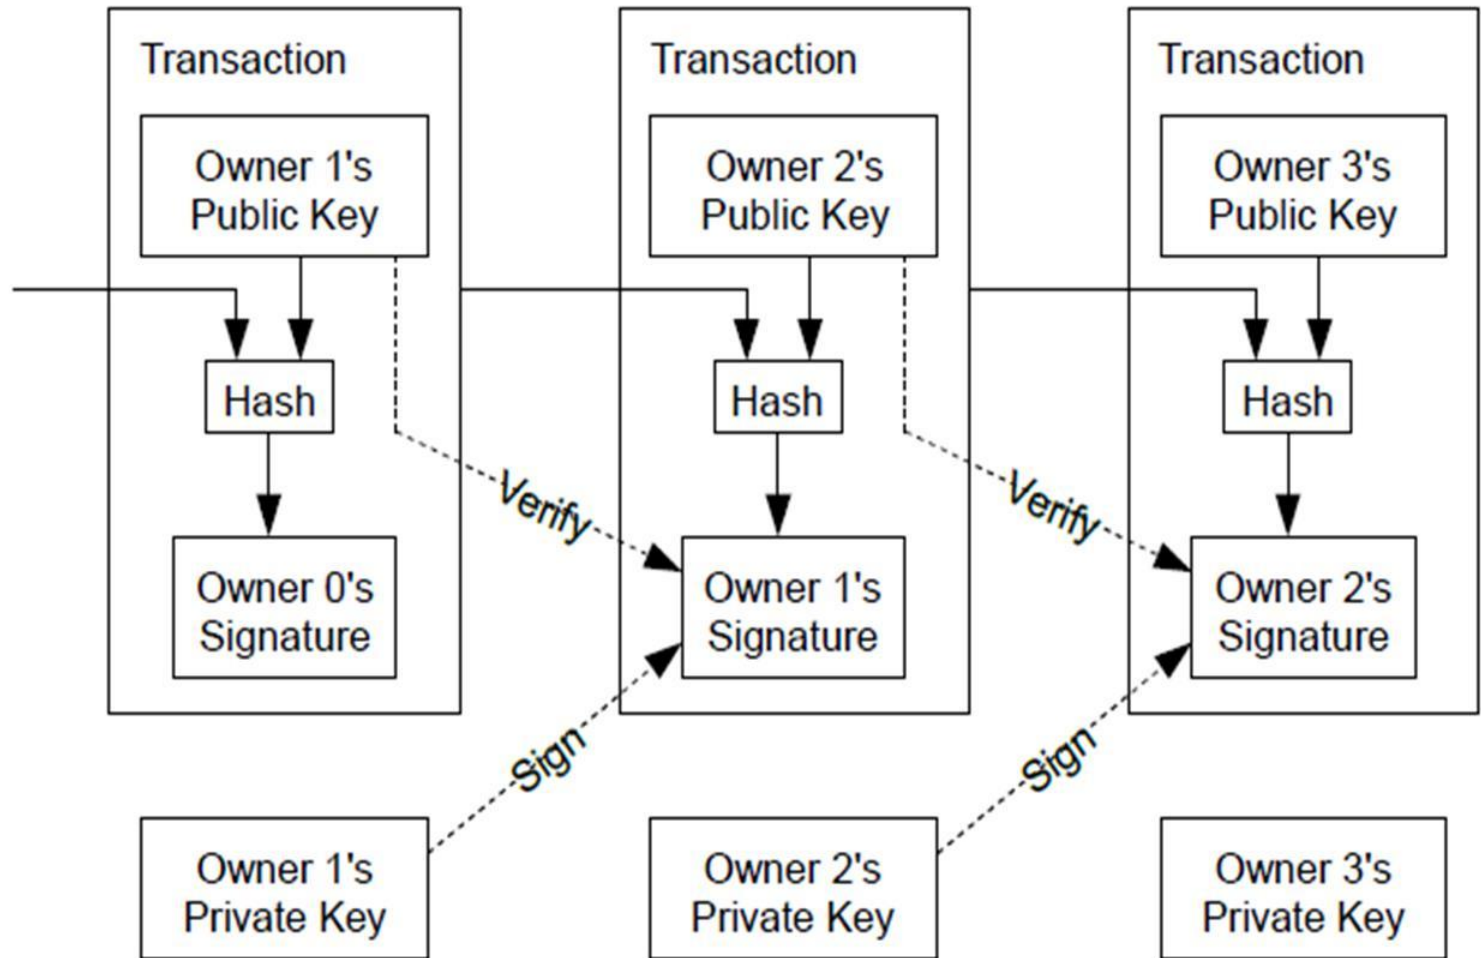 Transaction
Owner 1's
Public Key
Hash
Owner 0's
Signature
Transaction
Owner 2's
Public Key
Hash
Verify
Owner 1's
Signature
Sign
Transaction
Owner 3's
Public Key
Hash
Verify
Owner 2's
Signature
Sign
Owner 1's
Private Key
Owner 2's
Private Key
Owner 3's
Private Key